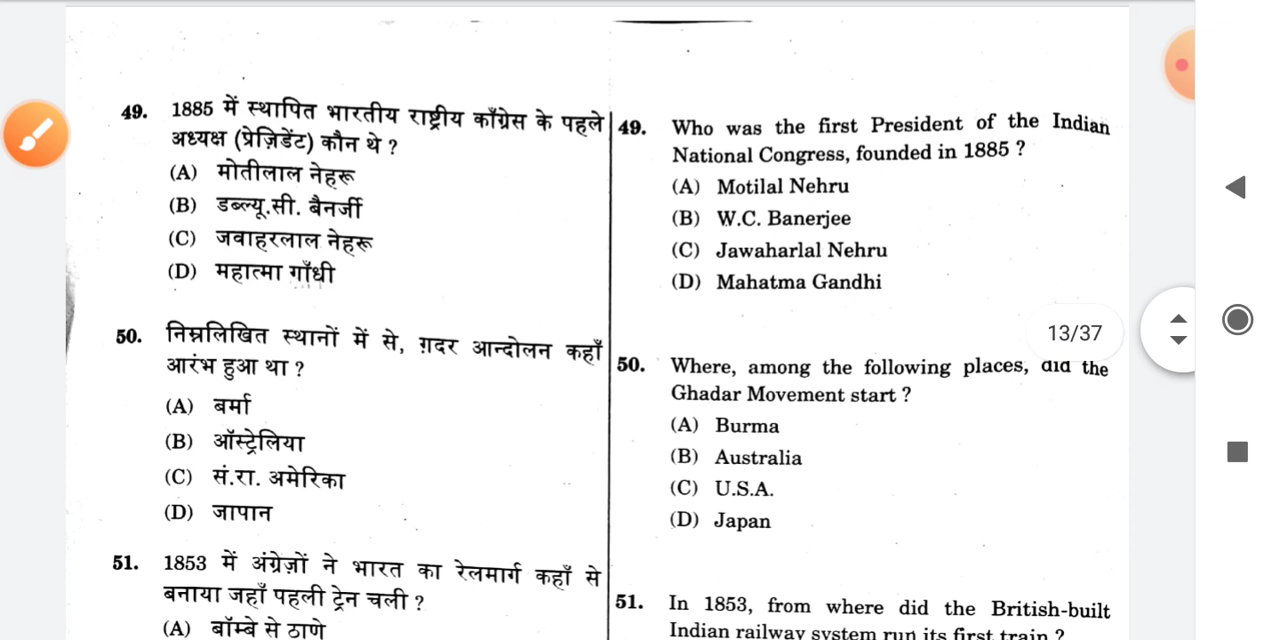 49. 1885 में स्थापित भारतीय राष्ट्रीय काँग्रेस के पहले
अध्यक्ष (प्रेज़िडेंट) कौन थे ?
(A) मोतीलाल नेहरू
(B) डब्ल्यू.सी. बैनर्जी
(C) जवाहरलाल नेहरू
(D) महात्मा गाँधी
50. निम्नलिखित स्थानों में से, ग़दर आन्दोलन कहाँ
आरंभ हुआ था ?
(A) बर्मा
(B) ऑस्ट्रेलिया
(C) सं.रा. अमेरिका
(D) जापान
51. 1853 में अंग्रेज़ों ने भारत का रेलमार्ग कहाँ से
बनाया जहाँ पहली ट्रेन चली ?
(A) बॉम्बे से ठाणे
49. Who was the first President of the Indian
National Congress, founded in 1885 ?
(A) Motilal Nehru
(B) W.C. Banerjee
(C) Jawaharlal Nehru
(D) Mahatma Gandhi
13/37
50. Where, among the following places, did the
Ghadar Movement start ?
(A) Burma
(B) Australia
(C) U.S.A.
(D) Japan
51. In 1853, from where did the British-built
Indian railway system run its first train ?